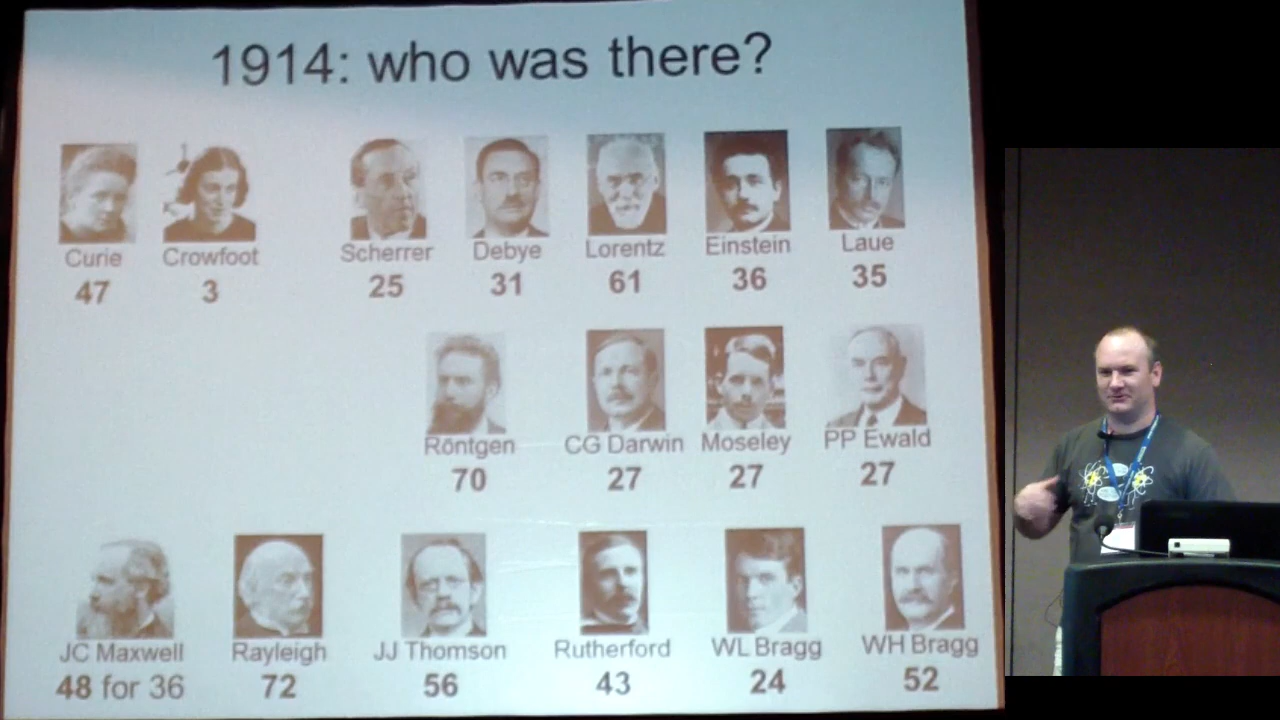 1914: who was there?
Curie Crowfoot Scherrer Debye Lorentz Einstein Laue
47 3 25 31 61 36 35
Röntgen CG Darwin Moseley PP Ewald
70 27 27 27
JC Maxwell Rayleigh JJ Thomson Rutherford WL Bragg WH Bragg
48 for 36 72 56 43 24 52